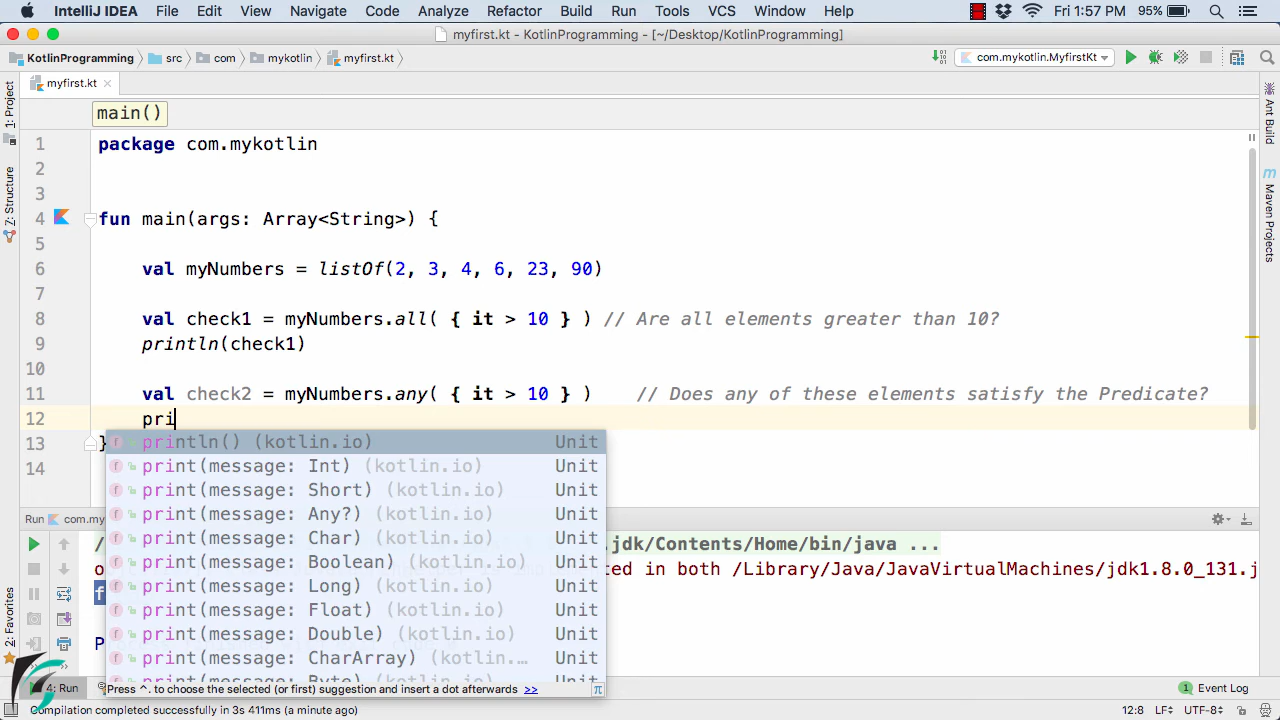 IntelliJ IDEA File Edit View Navigate Code Analyze Refactor Build Run Tools VCS Window Help Fri 1:57 PM 95%
myfirst.kt - KotlinProgramming - [~/Desktop/KotlinProgramming]
KotlinProgramming src com mykotlin myfirst.kt com.mykotlin.MyfirstKt
myfirst.kt
main()
1 package com.mykotlin
2
3
4 fun main(args: Array<String>) {
5
6 val myNumbers = listOf(2, 3, 4, 6, 23, 90)
7
8 val check1 = myNumbers.all( { it > 10 } ) // Are all elements greater than 10?
9 println(check1)
10
11 val check2 = myNumbers.any( { it > 10 } ) // Does any of these elements satisfy the Predicate?
12 pri
13 }
14
println() (kotlin.io) Unit
print(message: Int) (kotlin.io) Unit
print(message: Short) (kotlin.io) Unit
print(message: Any?) (kotlin.io) Unit
print(message: Char) (kotlin.io) Unit
print(message: Boolean) (kotlin.io) Unit
print(message: Long) (kotlin.io) Unit
print(message: Float) (kotlin.io) Unit
print(message: Double) (kotlin.io) Unit
print(message: CharArray) (kotlin.… Unit
print(message: Byte) (kotlin.io) Unit
Press ^. to choose the selected (or first) suggestion and insert a dot afterwards >> π
Run com.my
/ .jdk/Contents/Home/bin/java ...
o ted in both /Library/Java/JavaVirtualMachines/jdk1.8.0_131.j
f
P
1: Project
7: Structure
2: Favorites
Ant Build
Maven Projects
4: Run
1 Event Log
Compilation completed successfully in 3s 411ms (a minute ago) 12:8 LF UTF-8